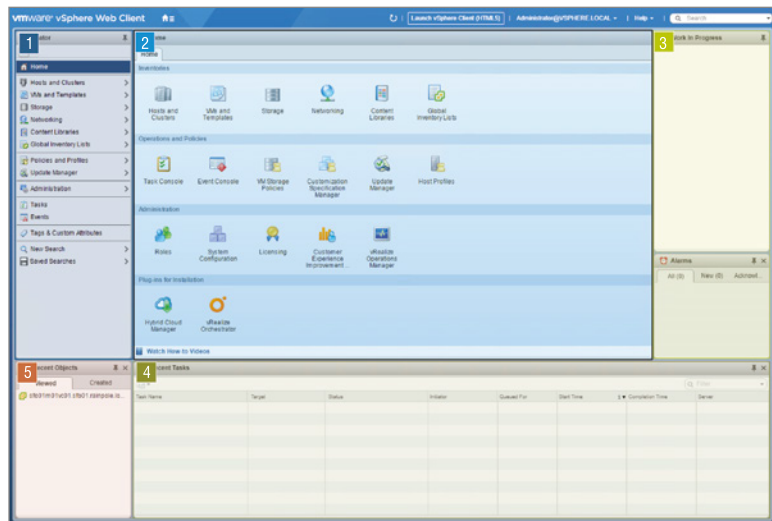 vmware® vSphere Web Client
Launch vSphere Client (HTML5)
Administrator@VSPHERE.LOCAL
Help
Search
1
Home
Hosts and Clusters
VMs and Templates
Storage
Networking
Content Libraries
Global Inventory Lists
Policies and Profiles
Update Manager
Administration
Tasks
Events
Tags & Custom Attributes
New Search
Saved Searches
2
Home
Inventories
Hosts and Clusters
VMs and Templates
Storage
Networking
Content Libraries
Global Inventory Lists
Operations and Policies
Task Console
Event Console
VM Storage Policies
Customization Specification Manager
Update Manager
Host Profiles
Administration
Roles
System Configuration
Licensing
Customer Experience Improvement...
vRealize Operations Manager
Plug-ins for Installation
Hybrid Cloud Manager
vRealize Orchestrator
Watch How-to Videos
3
Work In Progress
Alarms
All (0)
New (0)
Acknowl...
5
Recent Objects
Viewed
Created
4
Recent Tasks
Filter
Task Name
Target
Status
Initiator
Queued For
Start Time
Completion Time
Server